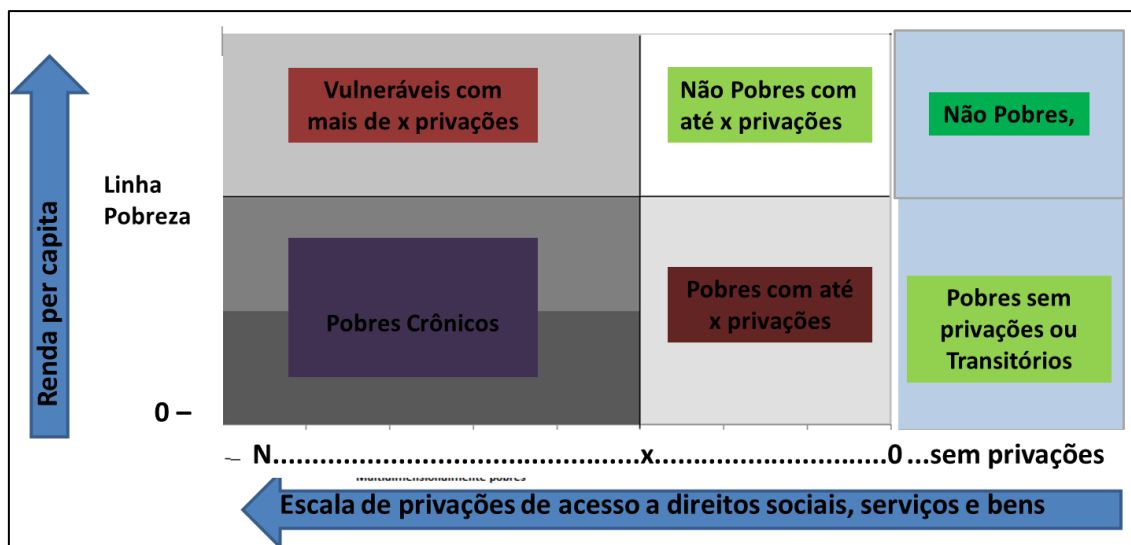 Vulneráveis com
mais de x privações
Não Pobres com
até x privações
Não Pobres,
Linha
Pobreza
Renda per capita
Pobres Crônicos
Pobres com até
x privações
Pobres sem
privações ou
Transitórios
0 –
N...................................................x.................................0 ...sem privações
Multidimensionalmente pobres
Escala de privações de acesso a direitos sociais, serviços e bens